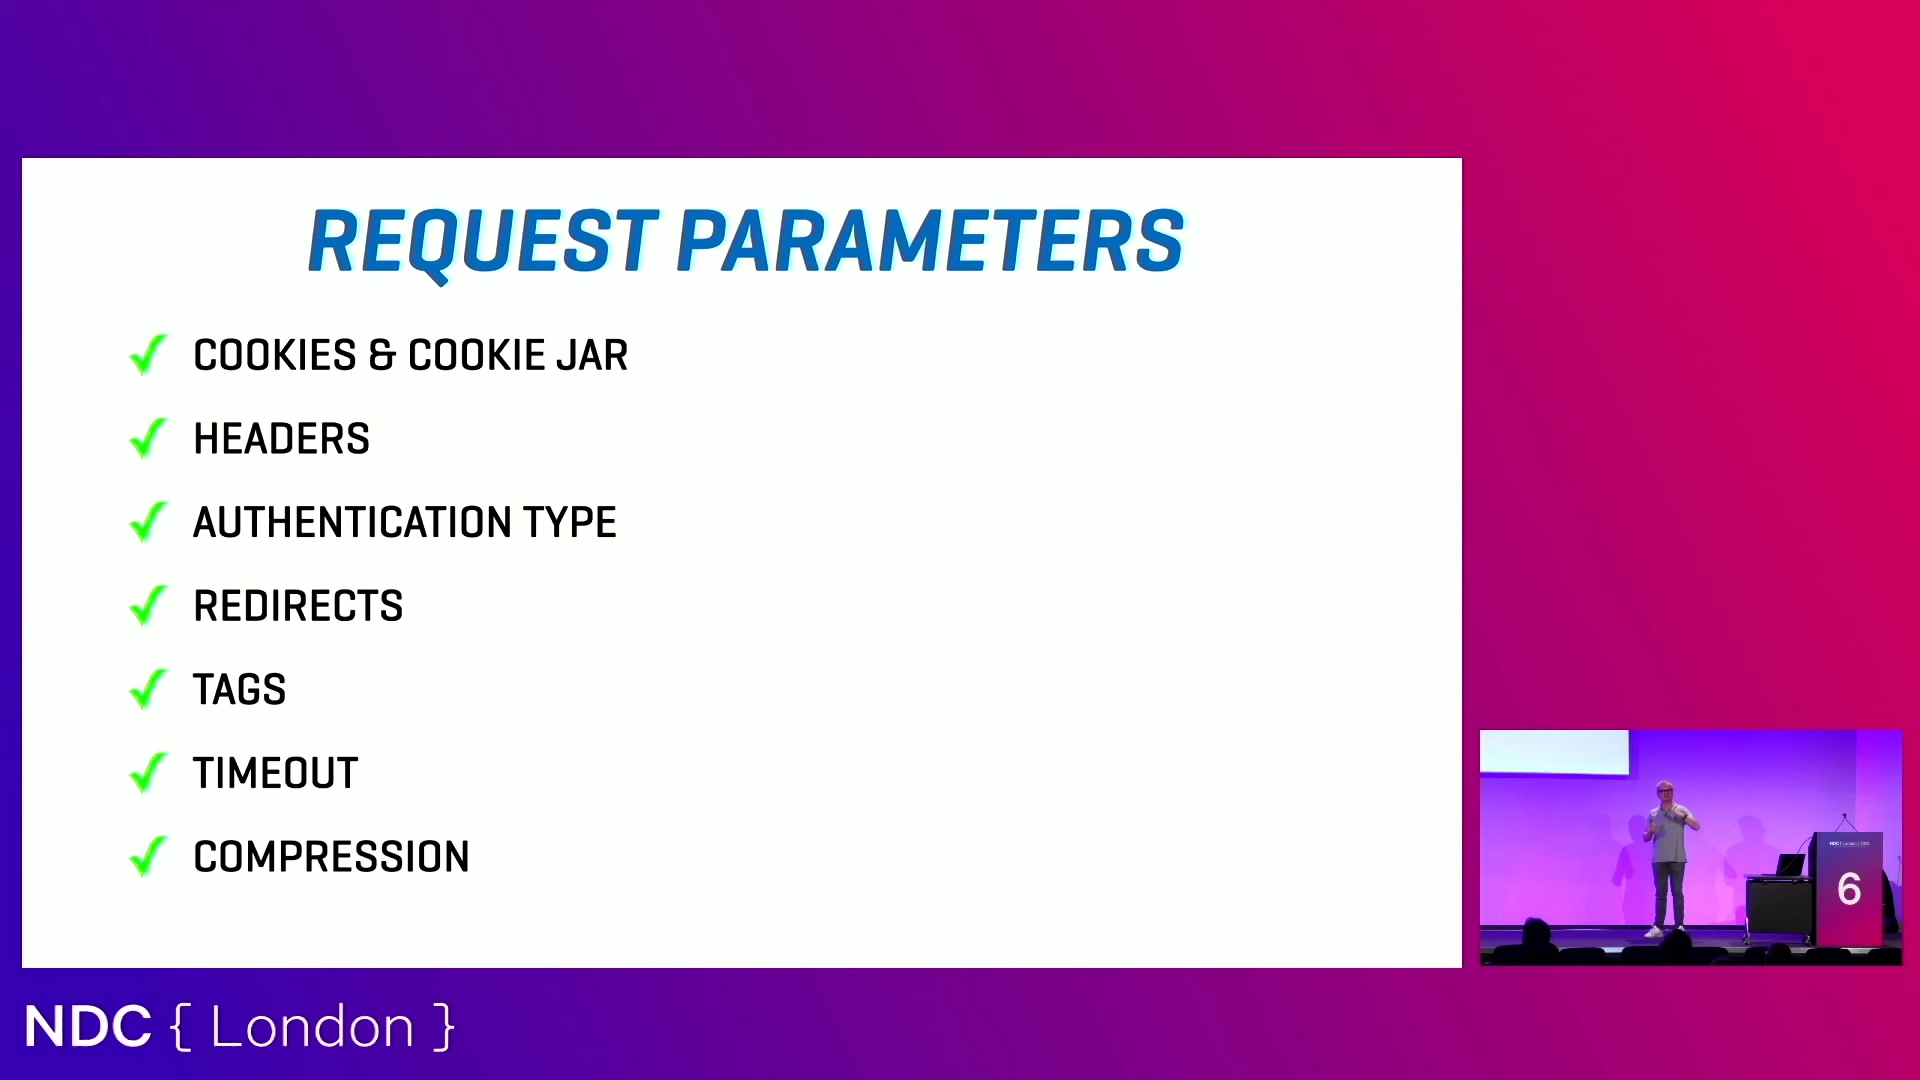 REQUEST PARAMETERS
COOKIES & COOKIE JAR
HEADERS
AUTHENTICATION TYPE
REDIRECTS
TAGS
TIMEOUT
COMPRESSION
6
NDC { London }